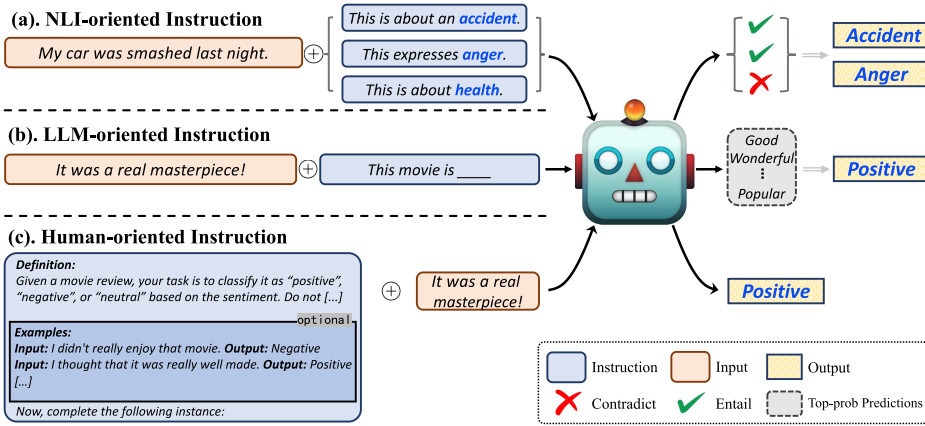 (a). NLI-oriented Instruction
My car was smashed last night.
This is about an accident.
This expresses anger.
This is about health.
Accident
Anger
(b). LLM-oriented Instruction
It was a real masterpiece!
This movie is ____
Good
Wonderful
⋮
Popular
Positive
(c). Human-oriented Instruction
Definition:
Given a movie review, your task is to classify it as “positive”,
“negative”, or “neutral” based on the sentiment. Do not [...]
optional
Examples:
Input: I didn't really enjoy that movie. Output: Negative
Input: I thought that it was really well made. Output: Positive
[...]
Now, complete the following instance:
It was a real
masterpiece!
Positive
Instruction
Input
Output
Contradict
Entail
Top-prob Predictions